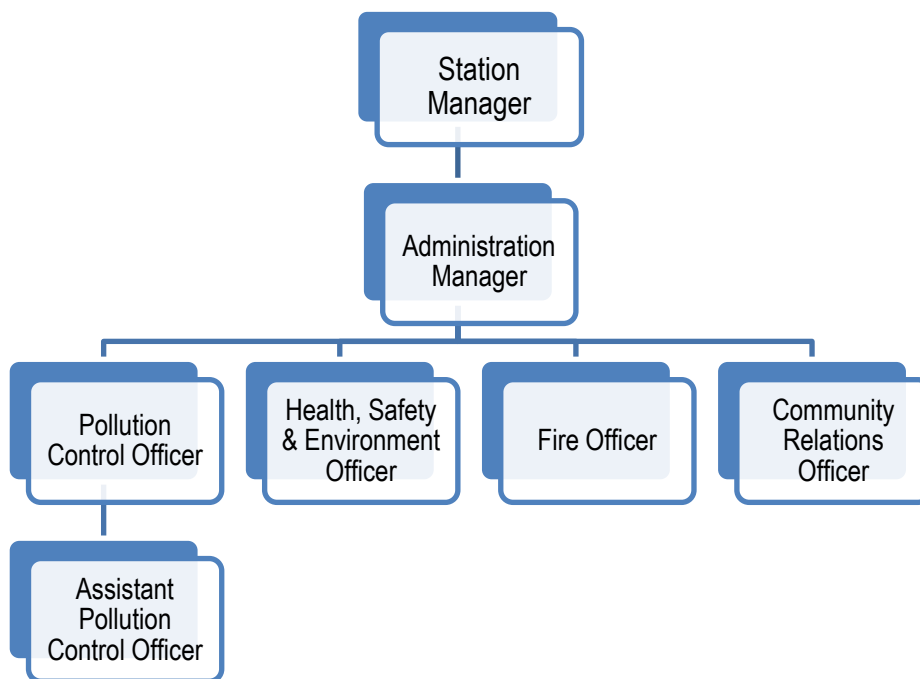 Station
Manager
Administration
Manager
Pollution
Control Officer
Health, Safety
& Environment
Officer
Fire Officer
Community
Relations
Officer
Assistant
Pollution
Control Officer